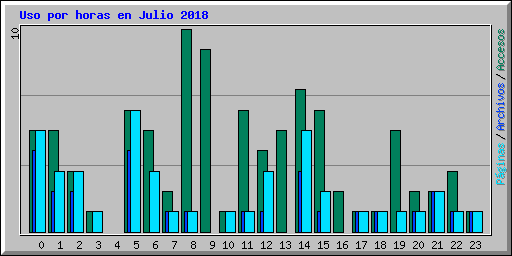 Uso por horas en Julio 2018
10
Páginas/Archivos/Accesos
0 1 2 3 4 5 6 7 8 9 10 11 12 13 14 15 16 17 18 19 20 21 22 23